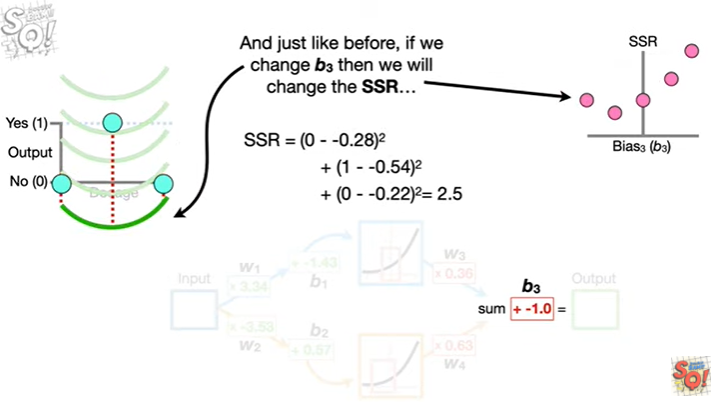 SQ!
And just like before, if we
change b₃ then we will
change the SSR…
SSR
Bias₃ (b₃)
Yes (1)
Output
No (0)
Dosage
SSR = (0 - -0.28)²
+ (1 - -0.54)²
+ (0 - -0.22)²= 2.5
Input
w₁
x 3.34
+ -1.43
b₁
w₃
x 0.36
b₃
sum + -1.0 =
Output
x -3.53
w₂
b₂
+ 0.57
x 0.63
w₄
SQ!